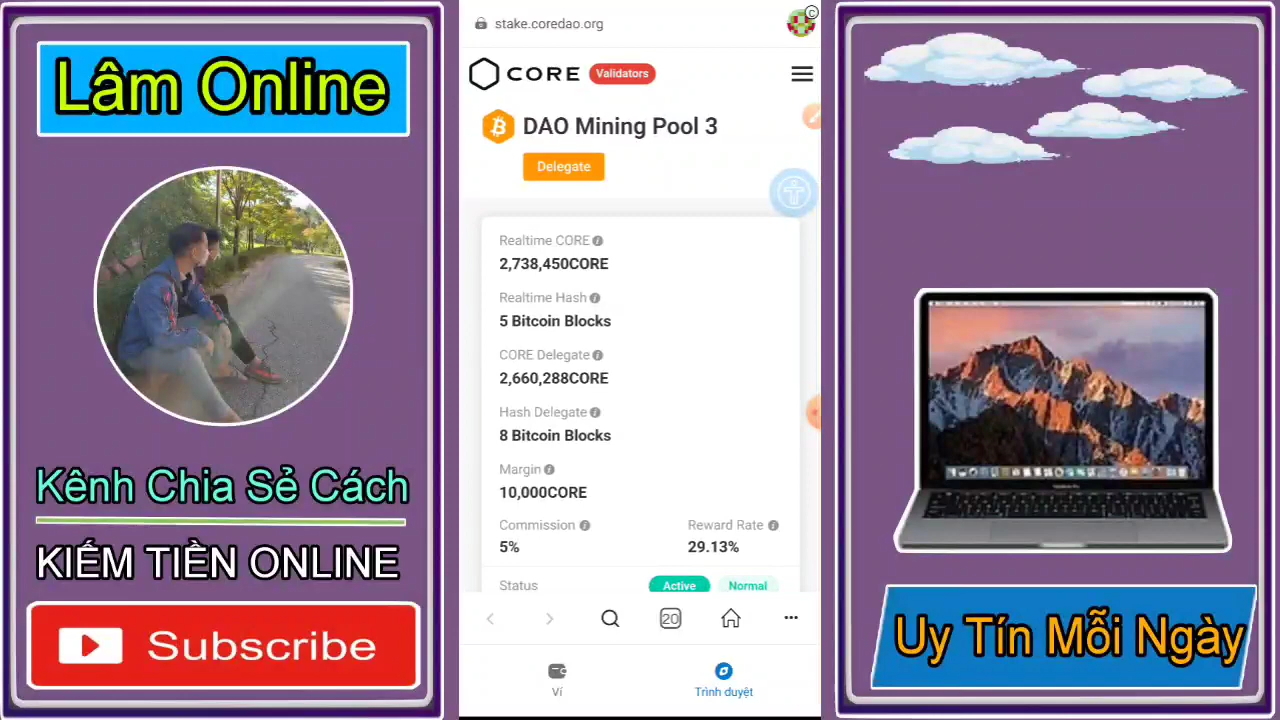 Lâm Online
Kênh Chia Sẻ Cách
KIẾM TIỀN ONLINE
Subscribe
stake.coredao.org
C
CORE Validators
DAO Mining Pool 3
Delegate
Realtime CORE
2,738,450CORE
Realtime Hash
5 Bitcoin Blocks
CORE Delegate
2,660,288CORE
Hash Delegate
8 Bitcoin Blocks
Margin
10,000CORE
Commission Reward Rate
5% 29.13%
Status Active Normal
20
Ví Trình duyệt
Uy Tín Mỗi Ngày